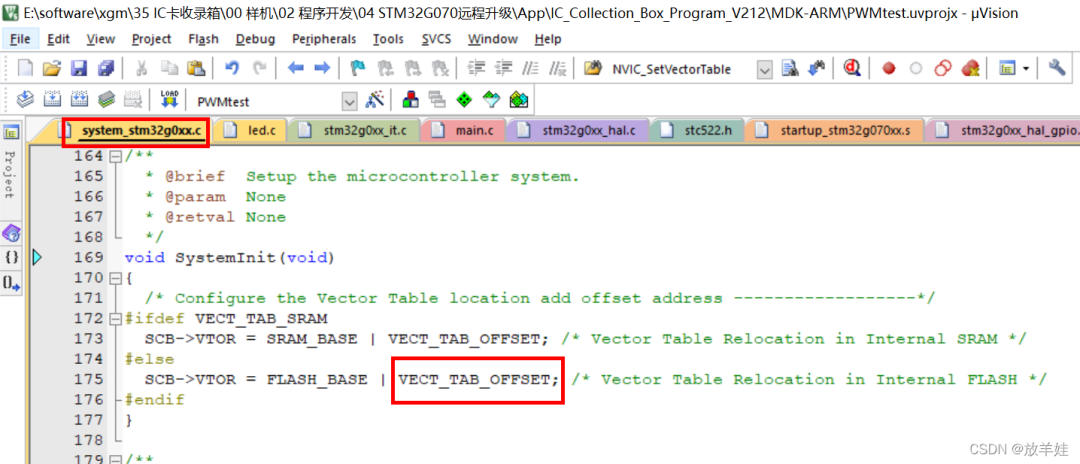 E:\software\xgm\35 IC卡收录箱\00 样机\02 程序开发\04 STM32G070远程升级\App\IC_Collection_Box_Program_V212\MDK-ARM\PWMtest.uvprojx - µVision
File Edit View Project Flash Debug Peripherals Tools SVCS Window Help
NVIC_SetVectorTable
LOAD PWMtest
system_stm32g0xx.c led.c stm32g0xx_it.c main.c stm32g0xx_hal.c stc522.h startup_stm32g070xx.s stm32g0xx_hal_gpio.
Project
164 /**
165 * @brief Setup the microcontroller system.
166 * @param None
167 * @retval None
168 */
169 void SystemInit(void)
170 {
171 /* Configure the Vector Table location add offset address ------------------*/
172 #ifdef VECT_TAB_SRAM
173 SCB->VTOR = SRAM_BASE | VECT_TAB_OFFSET; /* Vector Table Relocation in Internal SRAM */
174 #else
175 SCB->VTOR = FLASH_BASE | VECT_TAB_OFFSET; /* Vector Table Relocation in Internal FLASH */
176 #endif
177 }
178
179 /**
CSDN @放羊娃